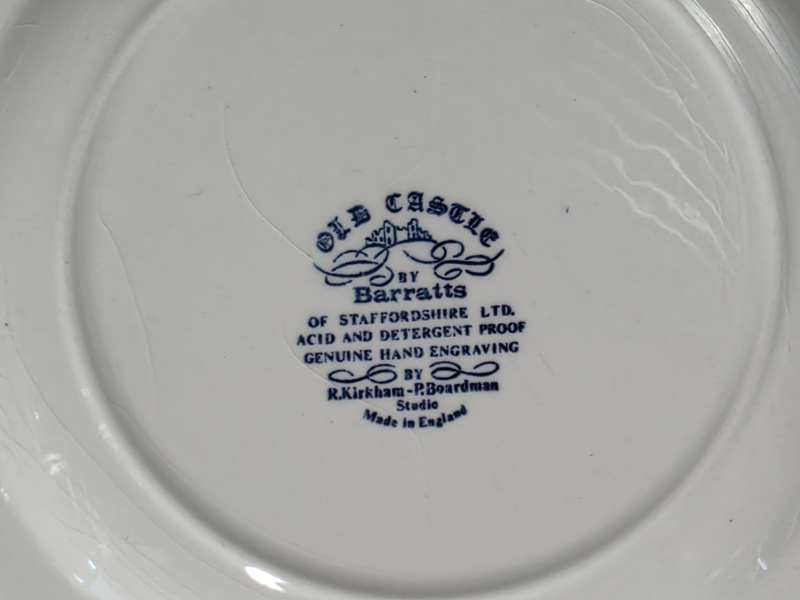 OLD CASTLE
BY
Barratts
OF STAFFORDSHIRE LTD.
ACID AND DETERGENT PROOF
GENUINE HAND ENGRAVING
BY
R.Kirkham-P.Boardman
Studio
Made in England